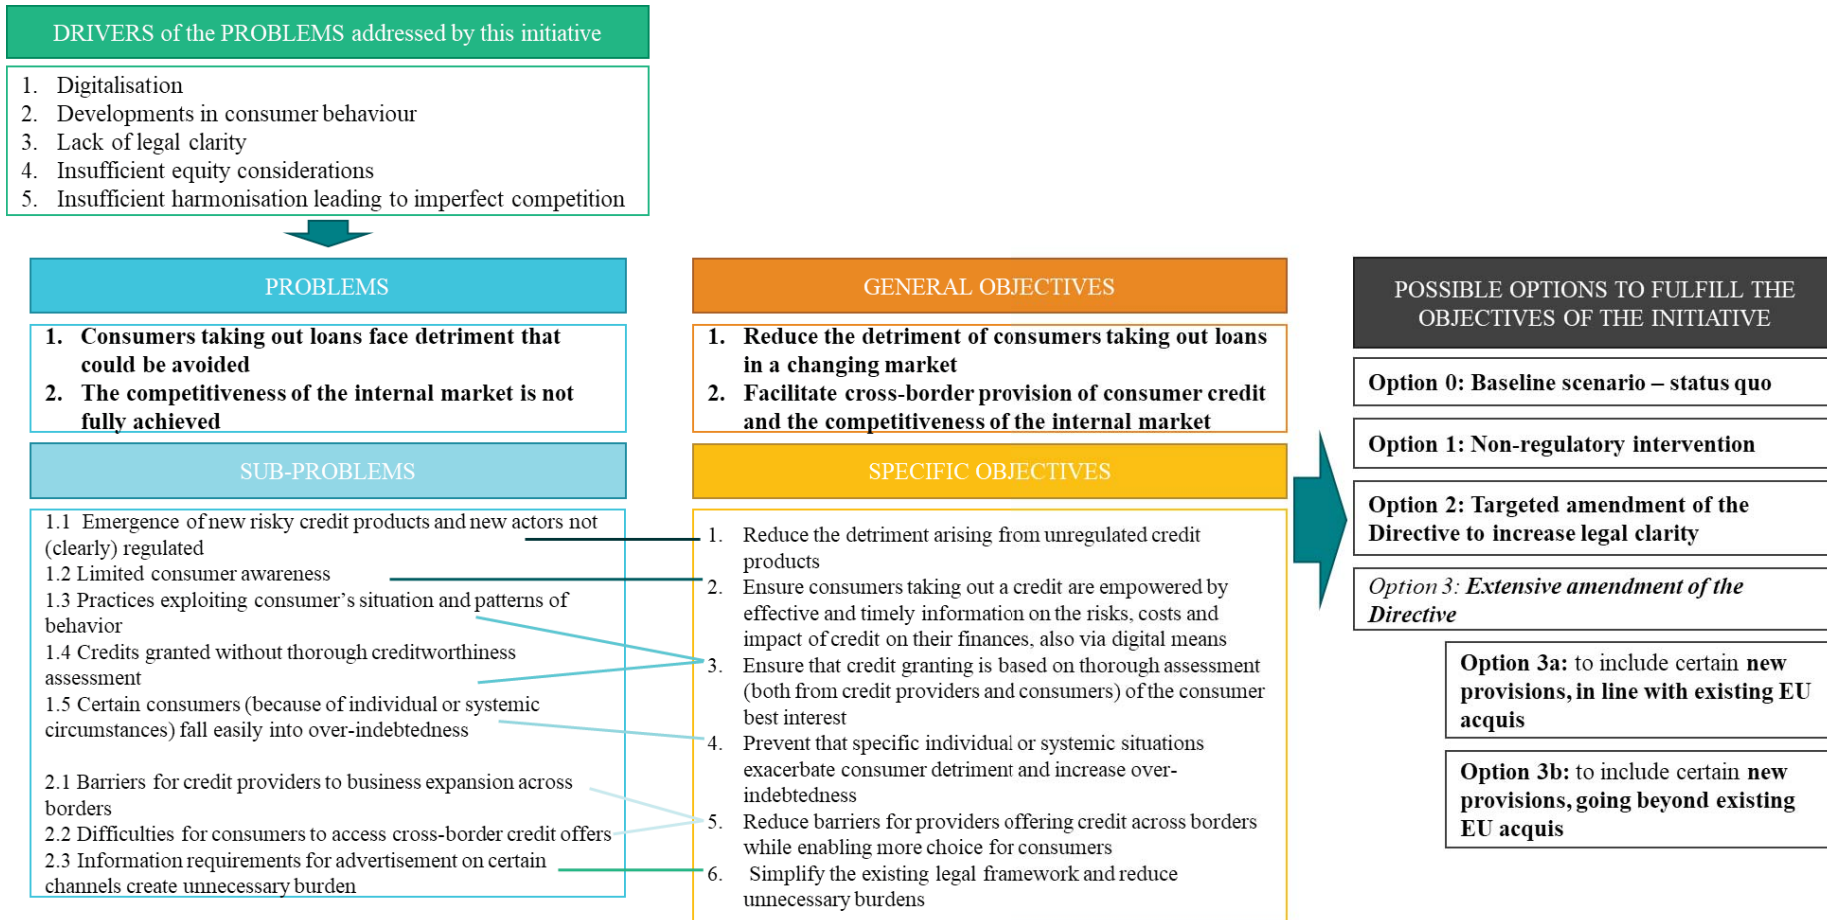 DRIVERS of the PROBLEMS addressed by this initiative
1. Digitalisation
2. Developments in consumer behaviour
3. Lack of legal clarity
4. Insufficient equity considerations
5. Insufficient harmonisation leading to imperfect competition
PROBLEMS
1. Consumers taking out loans face detriment that
could be avoided
2. The competitiveness of the internal market is not
fully achieved
SUB-PROBLEMS
1.1 Emergence of new risky credit products and new actors not
(clearly) regulated
1.2 Limited consumer awareness
1.3 Practices exploiting consumer's situation and patterns of
behavior
1.4 Credits granted without thorough creditworthiness
assessment
1.5 Certain consumers (because of individual or systemic
circumstances) fall easily into over-indebtedness
2.1 Barriers for credit providers to business expansion across
borders
2.2 Difficulties for consumers to access cross-border credit offers
2.3 Information requirements for advertisement on certain
channels create unnecessary burden
GENERAL OBJECTIVES
1. Reduce the detriment of consumers taking out loans
in a changing market
2. Facilitate cross-border provision of consumer credit
and the competitiveness of the internal market
SPECIFIC OBJECTIVES
1. Reduce the detriment arising from unregulated credit
products
2. Ensure consumers taking out a credit are empowered by
effective and timely information on the risks, costs and
impact of credit on their finances, also via digital means
3. Ensure that credit granting is based on thorough assessment
(both from credit providers and consumers) of the consumer
best interest
4. Prevent that specific individual or systemic situations
exacerbate consumer detriment and increase over-
indebtedness
5. Reduce barriers for providers offering credit across borders
while enabling more choice for consumers
6. Simplify the existing legal framework and reduce
unnecessary burdens
POSSIBLE OPTIONS TO FULFILL THE
OBJECTIVES OF THE INITIATIVE
Option 0: Baseline scenario – status quo
Option 1: Non-regulatory intervention
Option 2: Targeted amendment of the
Directive to increase legal clarity
Option 3: Extensive amendment of the
Directive
Option 3a: to include certain new
provisions, in line with existing EU
acquis
Option 3b: to include certain new
provisions, going beyond existing
EU acquis